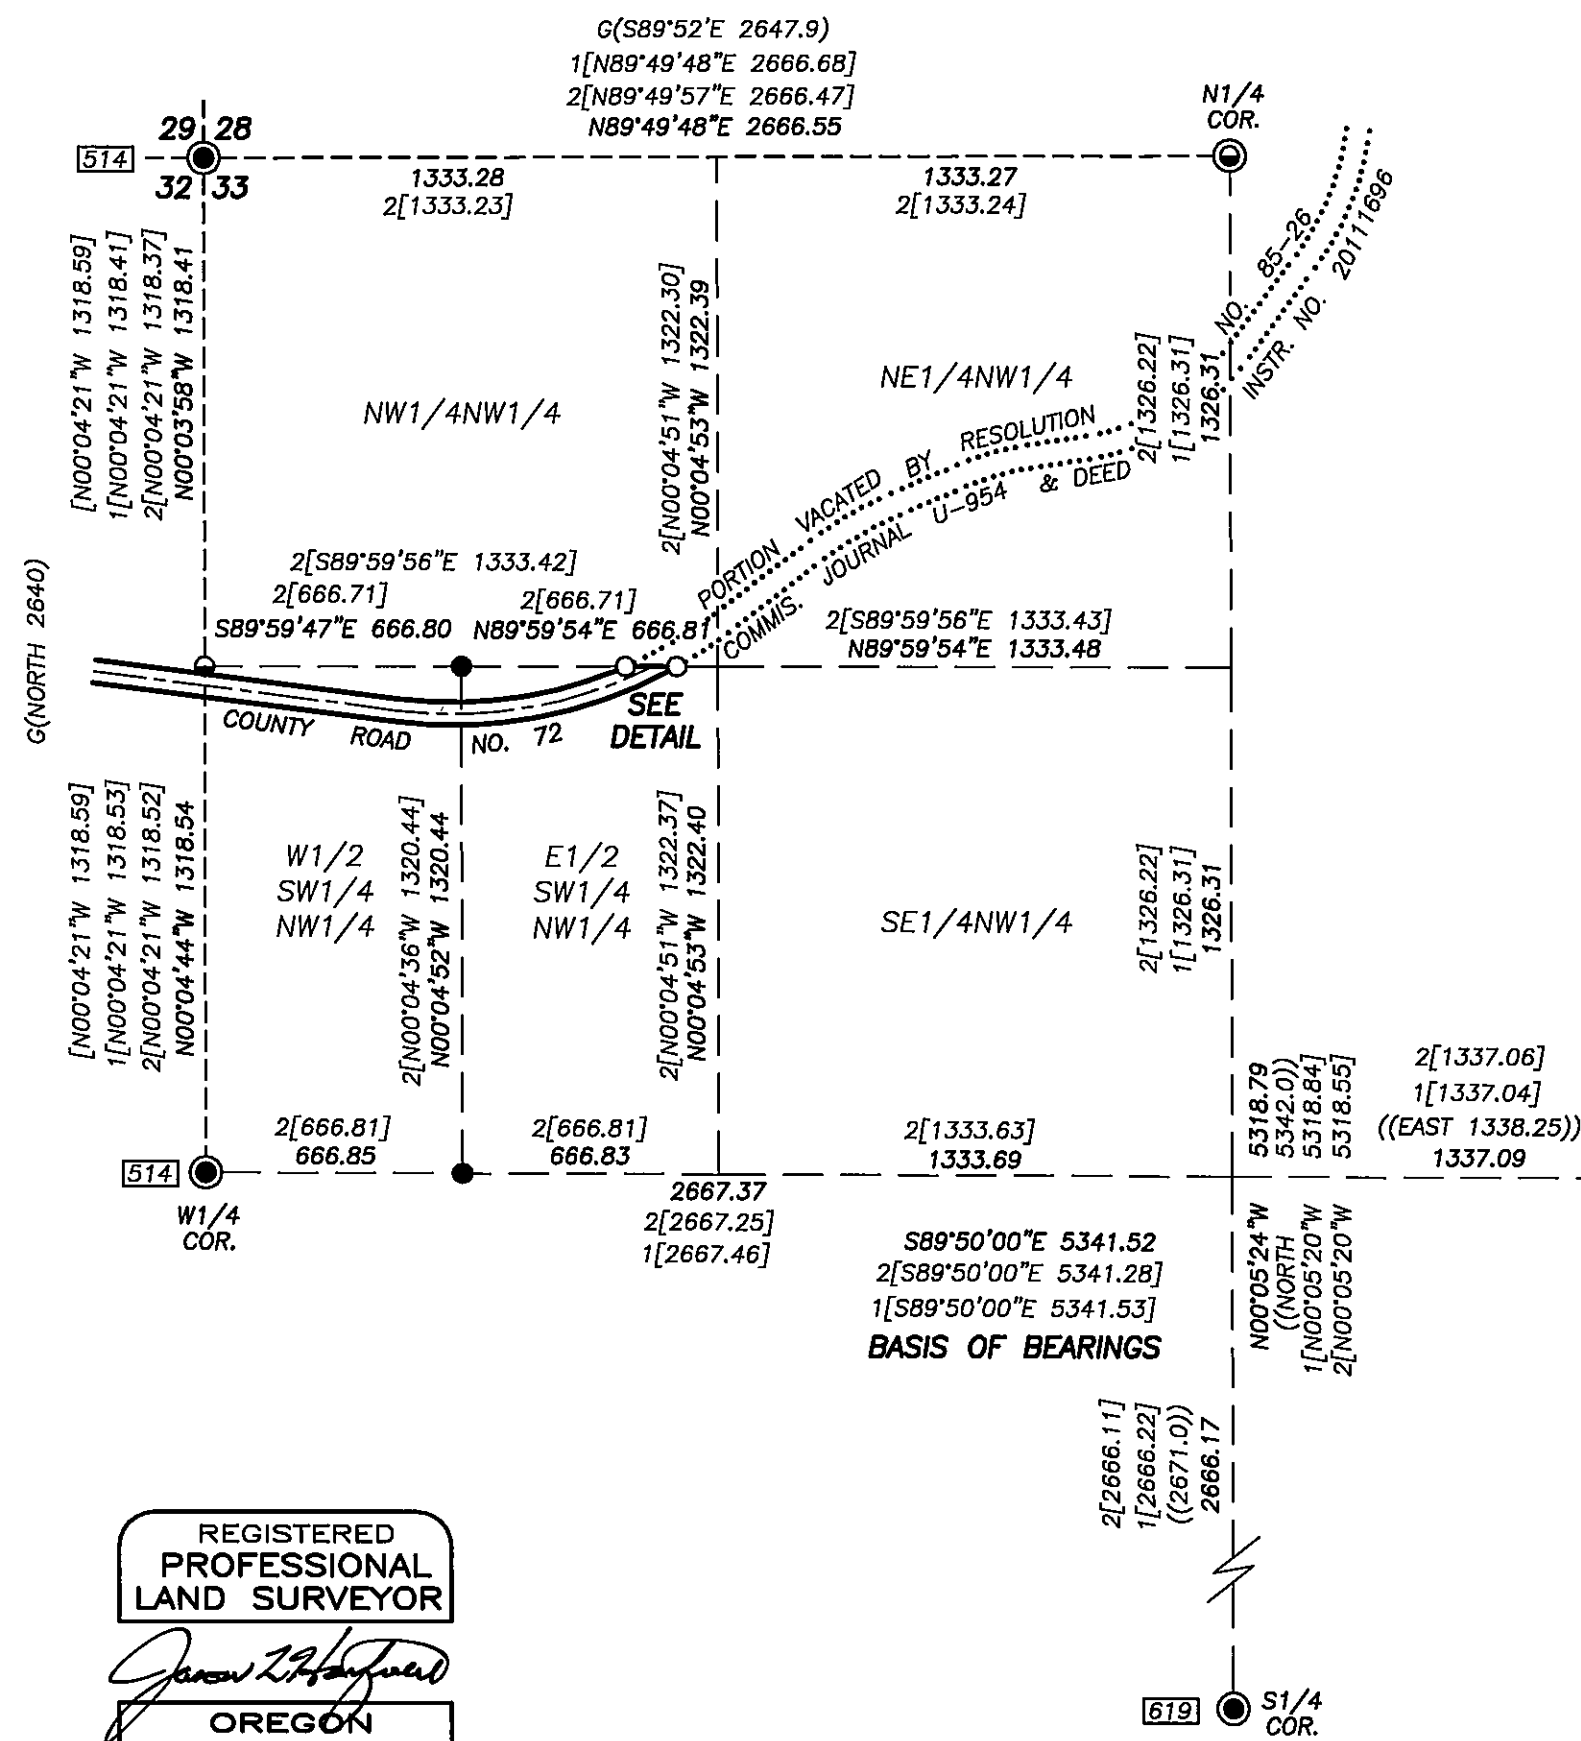 G(S89°52'E 2647.9)
1[N89°49'48"E 2666.68]
2[N89°49'57"E 2666.47]
N89°49'48"E 2666.55
N1/4
COR.
29 28
514
32 33
1333.28
2[1333.23]
1333.27
2[1333.24]
[N00°04'21"W 1318.59]
1[N00°04'21"W 1318.41]
2[N00°04'21"W 1318.37]
N00°03'58"W 1318.41
2[N00°04'51"W 1322.30]
N00°04'53"W 1322.39
NW1/4NW1/4
NE1/4NW1/4
2[1326.22]
1[1326.31]
1326.31
PORTION VACATED BY RESOLUTION NO. 85-26
COMMIS. JOURNAL U-954 & DEED INSTR. NO. 20111696
G(NORTH 2640)
2[S89°59'56"E 1333.42]
2[666.71]
2[666.71]
S89°59'47"E 666.80
N89°59'54"E 666.81
2[S89°59'56"E 1333.43]
N89°59'54"E 1333.48
COUNTY ROAD NO. 72
SEE
DETAIL
[N00°04'21"W 1318.59]
1[N00°04'21"W 1318.53]
2[N00°04'21"W 1318.52]
N00°04'44"W 1318.54
W1/2
SW1/4
NW1/4
2[N00°04'36"W 1320.44]
N00°04'52"W 1320.44
E1/2
SW1/4
NW1/4
2[N00°04'51"W 1322.37]
N00°04'53"W 1322.40
SE1/4NW1/4
2[1326.22]
1[1326.31]
1326.31
514
W1/4
COR.
2[666.81]
666.85
2[666.81]
666.83
2[1333.63]
1333.69
2667.37
2[2667.25]
1[2667.46]
N00°05'24"W 5318.79
((NORTH 5342.0))
1[N00°05'20"W 5318.84]
2[N00°05'20"W 5318.55]
2[1337.06]
1[1337.04]
((EAST 1338.25))
1337.09
S89°50'00"E 5341.52
2[S89°50'00"E 5341.28]
1[S89°50'00"E 5341.53]
BASIS OF BEARINGS
2[2666.11]
1[2666.22]
((2671.0))
2666.17
REGISTERED
PROFESSIONAL
LAND SURVEYOR
OREGON
619
S1/4
COR.